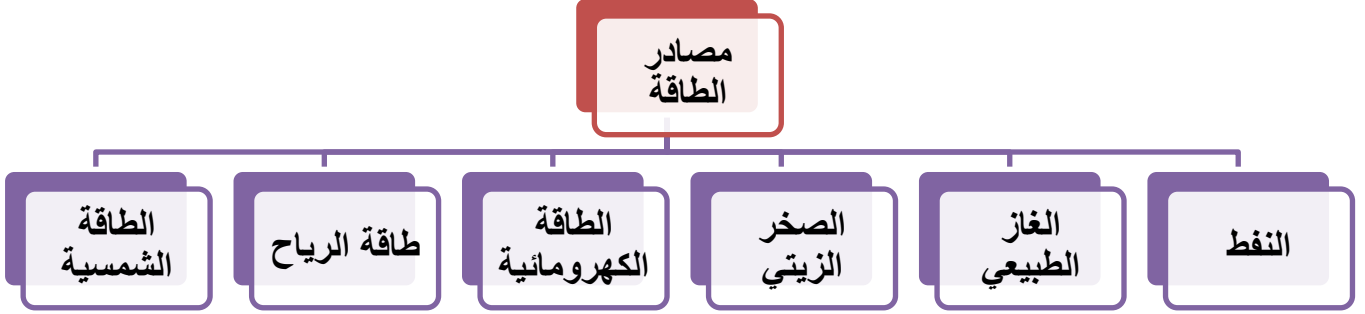 مصادر
الطاقة
النفط
الغاز
الطبيعي
الصخر
الزيتي
الطاقة
الكهرومائية
طاقة الرياح
الطاقة
الشمسية